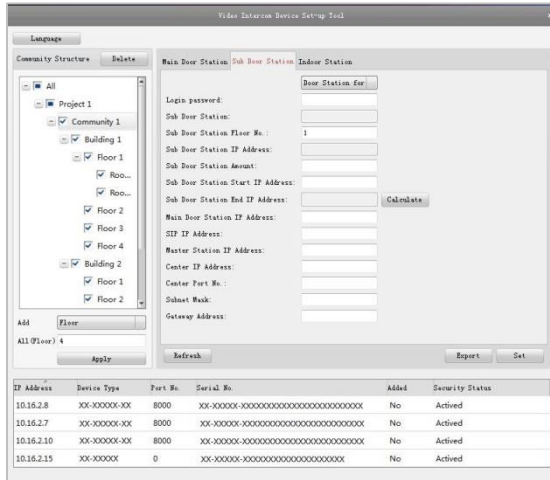 Video Intercom Device Set-up Tool
Language
Community Structure Delete
All
Project 1
Community 1
Building 1
Floor 1
Roo...
Roo...
Floor 2
Floor 3
Floor 4
Building 2
Floor 1
Floor 2
Add Floor
All(Floor) 4
Apply
Main Door Station Sub Door Station Indoor Station
Door Station for
Login password:
Sub Door Station:
Sub Door Station Floor No.: 1
Sub Door Station IP Address:
Sub Door Station Amount:
Sub Door Station Start IP Address:
Sub Door Station End IP Address: Calculate
Main Door Station IP Address:
SIP IP Address:
Master Station IP Address:
Center IP Address:
Center Port No.:
Subnet Mask:
Gateway Address:
Refresh Export Set
IP Address Device Type Port No. Serial No. Added Security Status
10.16.2.8 XX-XXXXX-XX 8000 XX-XXXXX-XXXXXXXXXXXXXXXXXXXXXXX No Actived
10.16.2.7 XX-XXXXX-XX 8000 XX-XXXXX-XXXXXXXXXXXXXXXXXXXXXXX No Actived
10.16.2.10 XX-XXXXX-XX 8000 XX-XXXXX-XXXXXXXXXXXXXXXXXXXXXXX No Actived
10.16.2.15 XX-XXXXX 0 XX-XXXXX-XXXXXXXXXXXXXXXXXXX No Actived